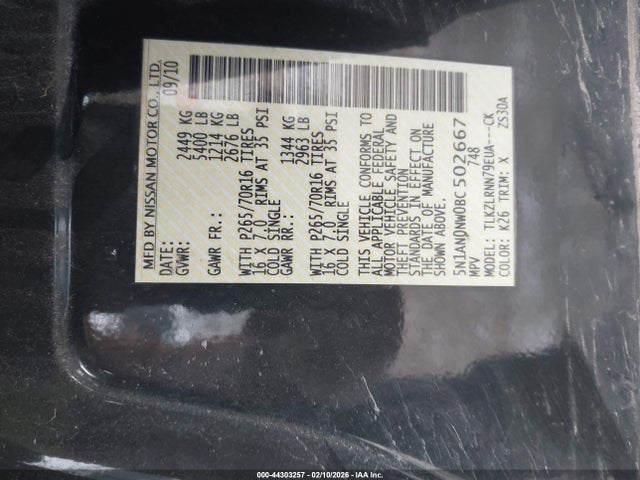 MFD BY NISSAN MOTOR CO., LTD.
DATE: 09/10
GVWR: 2449 KG
5400 LB
GAWR FR.: 1214 KG
2676 LB
WITH P265/70R16 TIRES
16 X 7.0 RIMS AT 35 PSI
COLD SINGLE
GAWR RR.: 1344 KG
2963 LB
WITH P265/70R16 TIRES
16 X 7.0 RIMS AT 35 PSI
COLD SINGLE
THIS VEHICLE CONFORMS TO
ALL APPLICABLE FEDERAL
MOTOR VEHICLE SAFETY AND
THEFT PREVENTION
STANDARDS IN EFFECT ON
THE DATE OF MANUFACTURE
SHOWN ABOVE.
5N1AN0NW0BC502667
MPV 748
MODEL: TLKZLRNN79EUA---CK
COLOR: K26 TRIM: X ZS30A
000-44303257 - 02/10/2026 - IAA Inc.